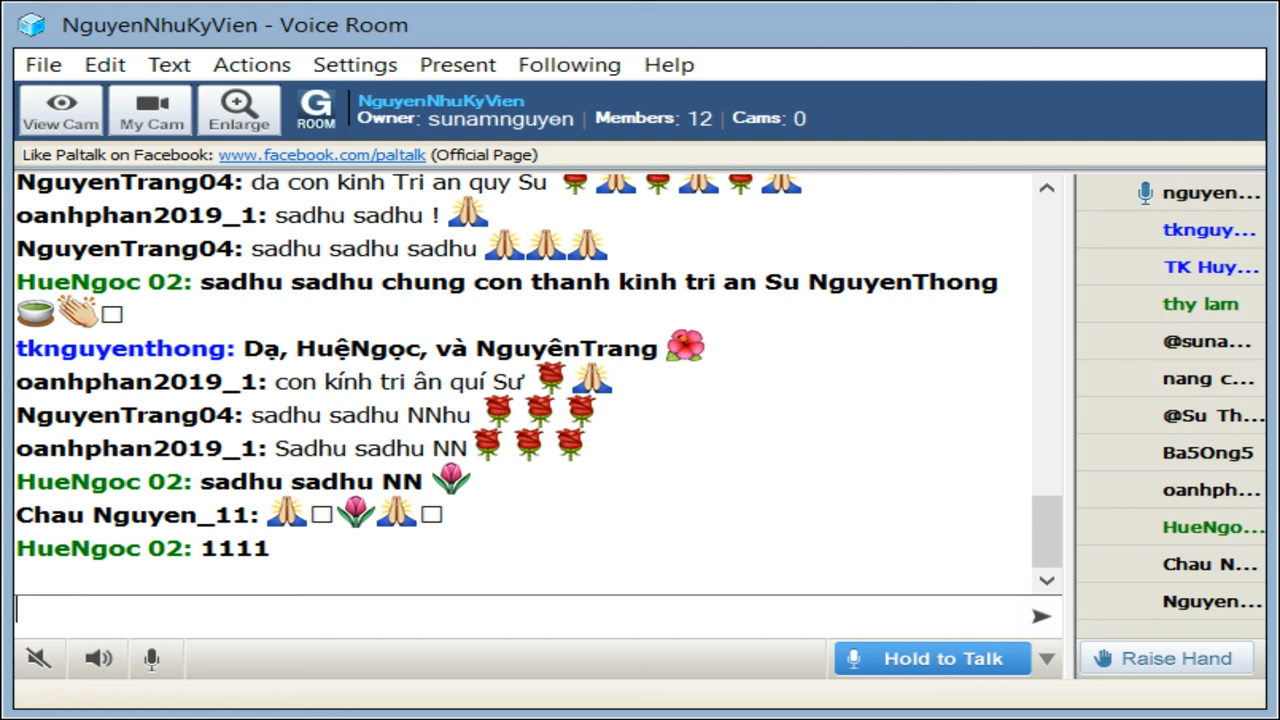 NguyenNhuKyVien - Voice Room
File Edit Text Actions Settings Present Following Help
View Cam My Cam Enlarge G ROOM
NguyenNhuKyVien
Owner: sunamnguyen | Members: 12 | Cams: 0
Like Paltalk on Facebook: www.facebook.com/paltalk (Official Page)
NguyenTrang04: da con kinh Tri an quy Su
oanhphan2019_1: sadhu sadhu !
NguyenTrang04: sadhu sadhu sadhu
HueNgoc 02: sadhu sadhu chung con thanh kinh tri an Su NguyenThong
tknguyenthong: Dạ, HuệNgọc, và NguyênTrang
oanhphan2019_1: con kính tri ân quí Sư
NguyenTrang04: sadhu sadhu NNhu
oanhphan2019_1: Sadhu sadhu NN
HueNgoc 02: sadhu sadhu NN
Chau Nguyen_11:
HueNgoc 02: 1111
nguyen...
tknguy...
TK Huy...
thy lam
@suna...
nang c...
@Su Th...
Ba5Ong5
oanhph...
HueNgo...
Chau N...
Nguyen...
Hold to Talk
Raise Hand